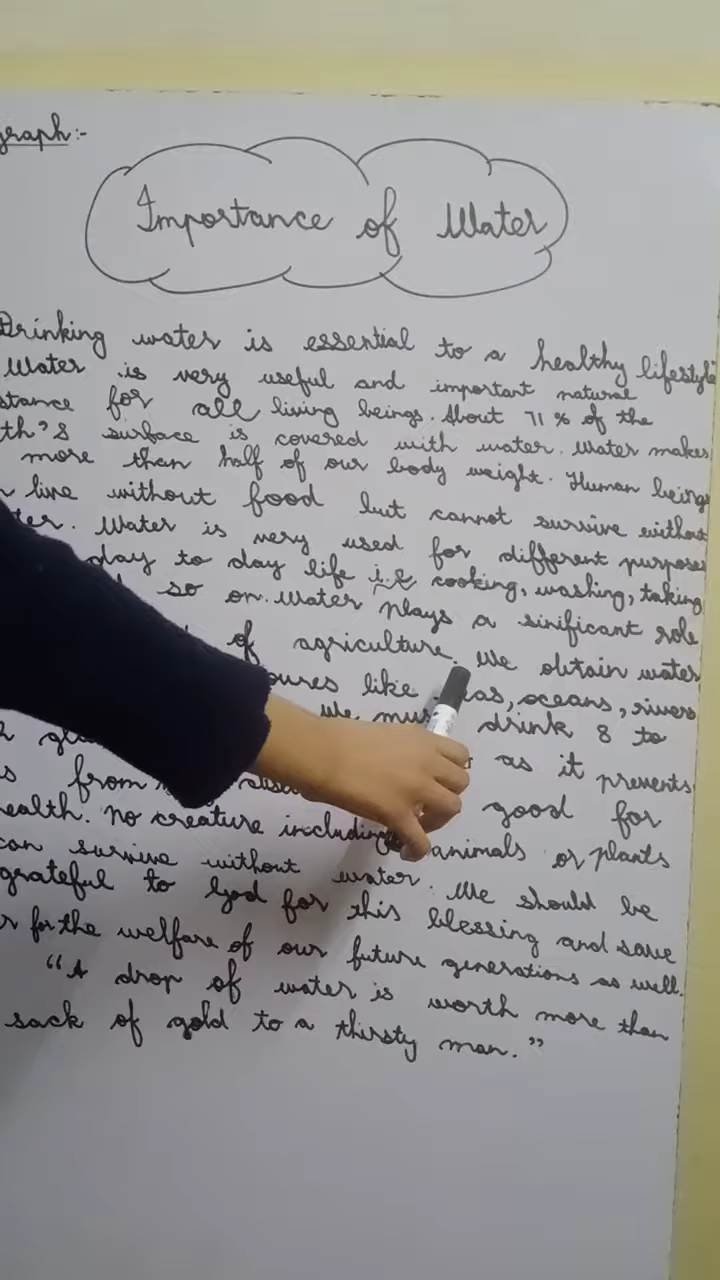 graph:-
Importance of Water
Drinking water is essential to a healthy lifestyle
Water is very useful and important natural
stance for all living beings. About 71% of the
th's surface is covered with water. Water makes
more than half of our body weight. Human beings
n live without food but cannot survive without
ter. Water is very used for different purposes
day to day life i.e cooking, washing, taking
so on. Water plays a sinificant role
of agriculture. We obtain water
oures like as, oceans, rivers
We mus drink 8 to
as it prevents
s from good for
health. No creature including animals or plants
can survive without water. We should be
grateful to God for this blessing and save
r for the welfare of our future generations as well.
"A drop of water is worth more than
sack of gold to a thirsty man."